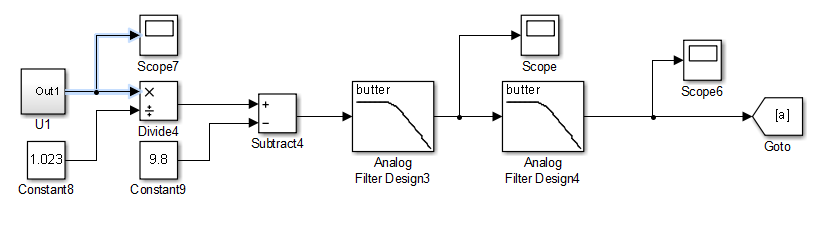 Scope7
Out1
U1
×
÷
Divide4
1.023
Constant8
9.8
Constant9
+
−
Subtract4
butter
Analog
Filter Design3
Scope
butter
Analog
Filter Design4
Scope6
[a]
Goto